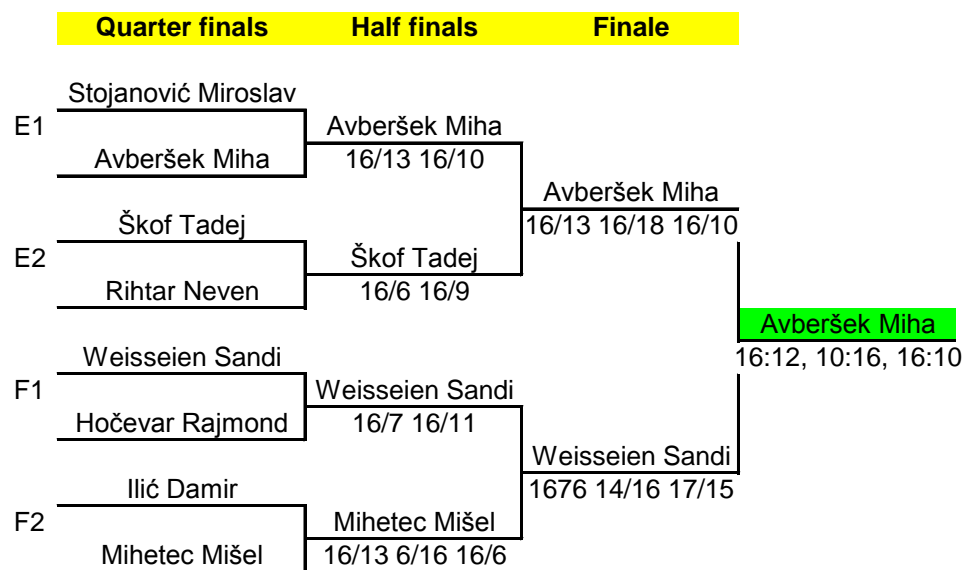 Quarter finals Half finals Finale
Stojanović Miroslav
E1 Avberšek Miha
Avberšek Miha 16/13 16/10
Avberšek Miha
Škof Tadej 16/13 16/18 16/10
E2 Škof Tadej
Rihtar Neven 16/6 16/9
Avberšek Miha
Weisseien Sandi 16:12, 10:16, 16:10
F1 Weisseien Sandi
Hočevar Rajmond 16/7 16/11
Weisseien Sandi
Ilić Damir 1676 14/16 17/15
F2 Mihetec Mišel
Mihetec Mišel 16/13 6/16 16/6